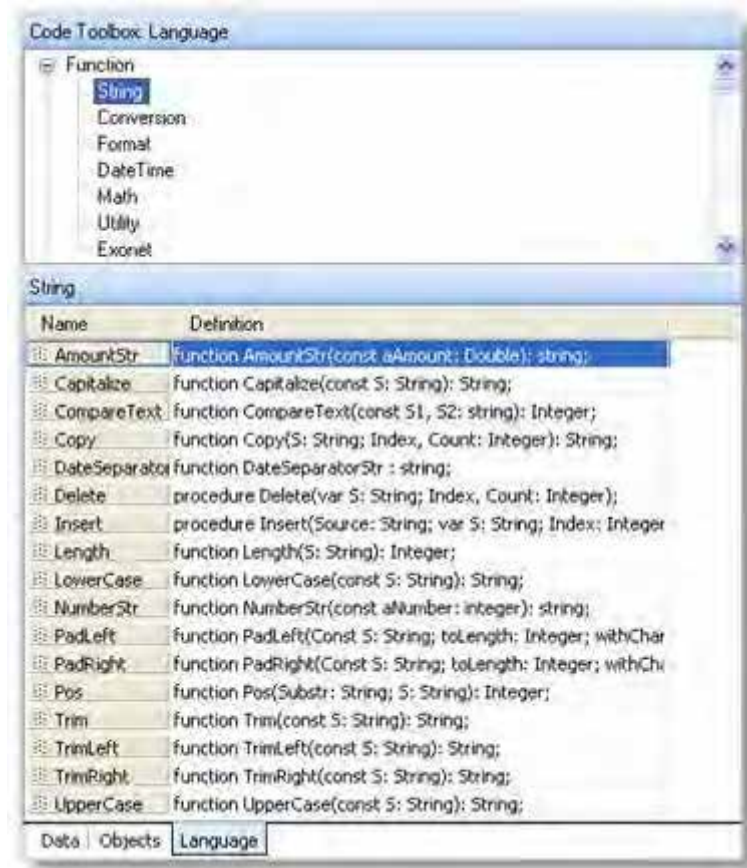 Code Toolbox: Language
Function
String
Conversion
Format
DateTime
Math
Utility
Exonet
String
Name Definition
AmountStr function AmountStr(const aAmount: Double): string;
Capitalize function Capitalize(const S: String): String;
CompareText function CompareText(const S1, S2: string): Integer;
Copy function Copy(S: String; Index, Count: Integer): String;
DateSeparator function DateSeparatorStr : string;
Delete procedure Delete(var S: String; Index, Count: Integer);
Insert procedure Insert(Source: String; var S: String; Index: Integer
Length function Length(S: String): Integer;
LowerCase function LowerCase(const S: String): String;
NumberStr function NumberStr(const aNumber: integer): string;
PadLeft function PadLeft(Const S: String; toLength: Integer; withChar
PadRight function PadRight(Const S: String; toLength: Integer; withCha
Pos function Pos(Substr: String; S: String): Integer;
Trim function Trim(const S: String): String;
TrimLeft function TrimLeft(const S: String): String;
TrimRight function TrimRight(const S: String): String;
UpperCase function UpperCase(const S: String): String;
Data Objects Language